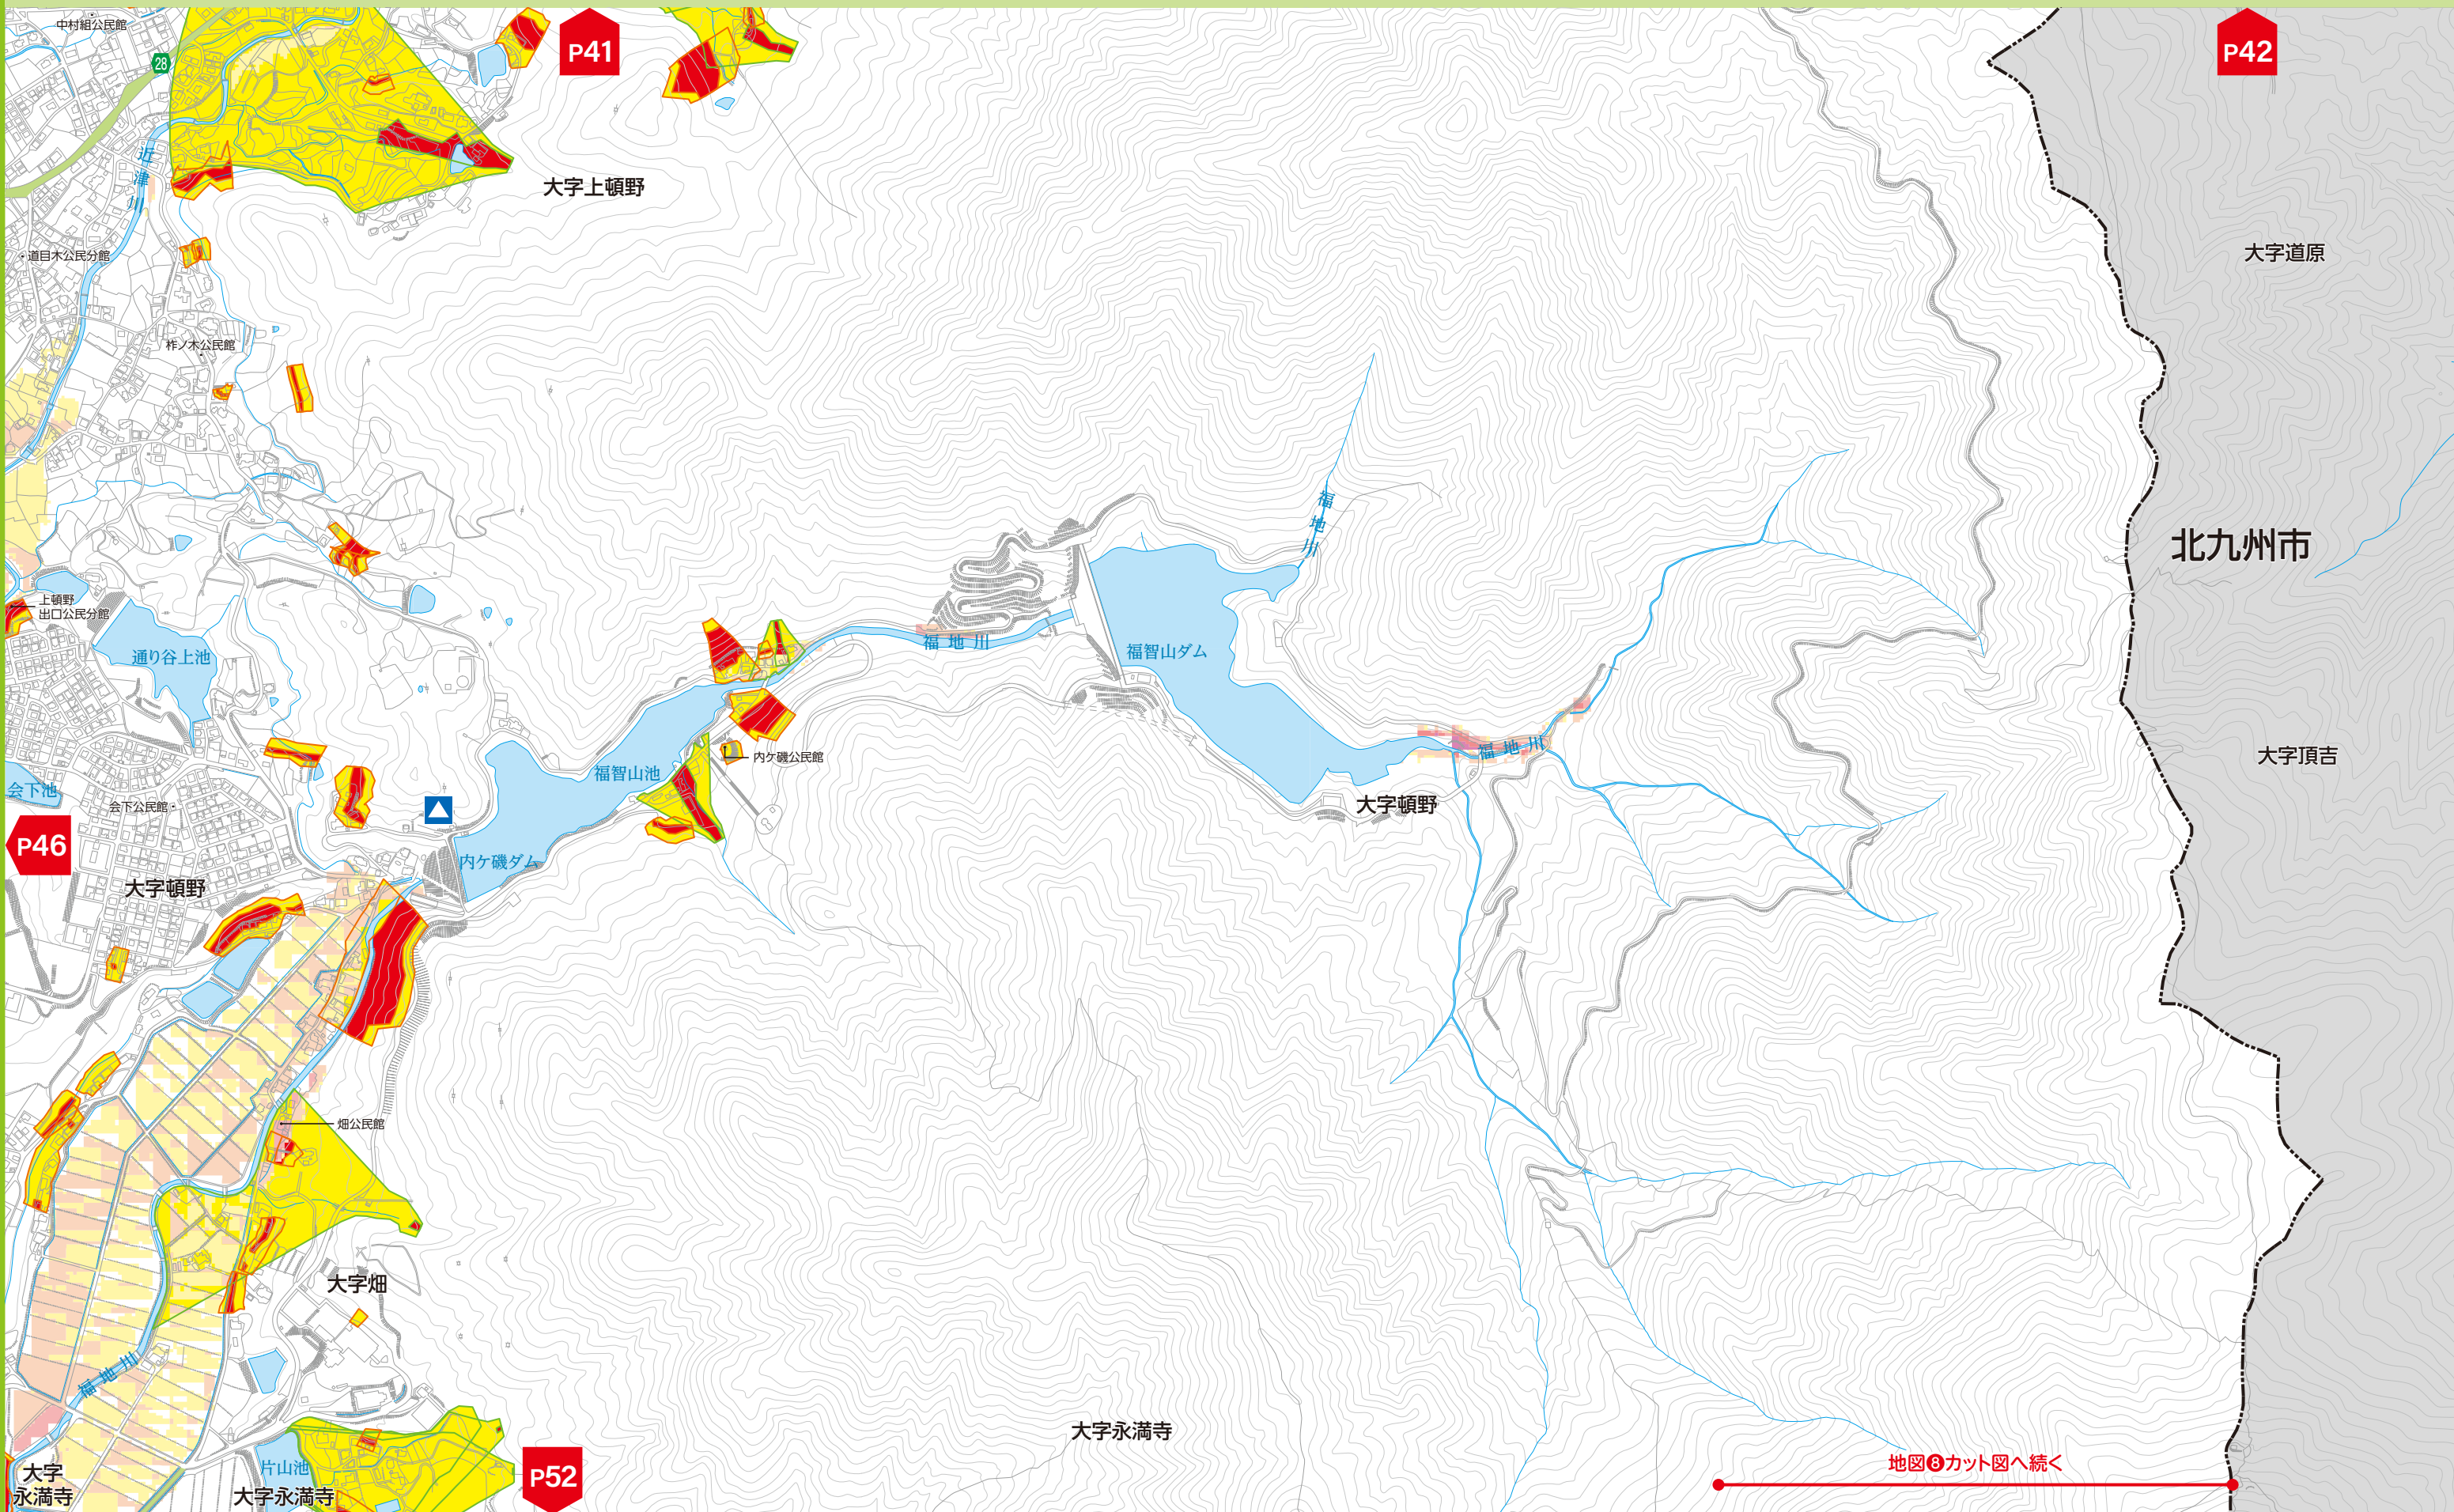 中村組公民館
28
P41
P42
近津川
大字上頓野
道目木公民分館
大字道原
柞ノ木公民館
福地川
北九州市
上頓野
出口公民分館
通り谷上池
福地川
福智山ダム
福地川
内ケ磯公民館
大字頂吉
福智山池
会下池
会下公民館
大字頓野
P46
内ケ磯ダム
大字頓野
畑公民館
大字畑
福地川
大字永満寺
地図❽カット図へ続く
片山池
P52
大字
永満寺
大字永満寺